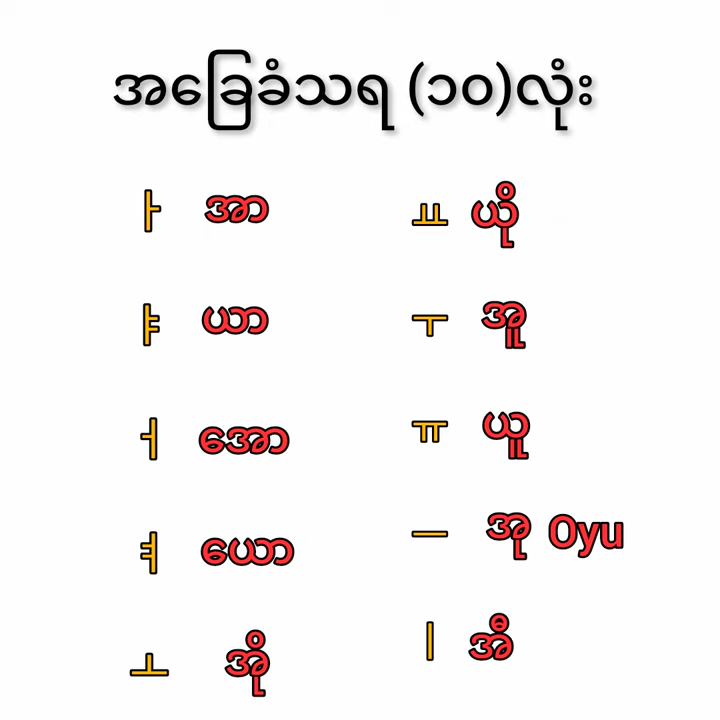 အခြေခံသရ (၁၀)လုံး
ㅏ အာ
ㅑ ယာ
ㅓ အော
ㅕ ယော
ㅗ အို
ㅛ ယို
ㅜ အူ
ㅠ ယူ
ㅡ အု Oyu
ㅣ အီ